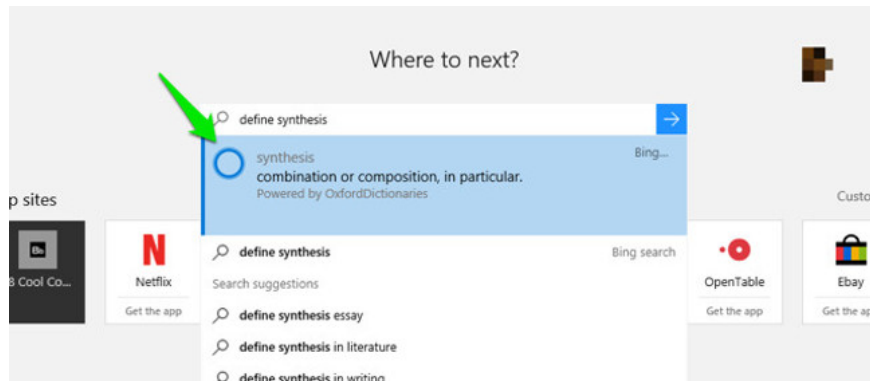 Where to next?
define synthesis
synthesis
Bing...
combination or composition, in particular.
Powered by OxfordDictionaries
p sites
Custo
define synthesis
Bing search
8 Cool Co...
Netflix
Search suggestions
OpenTable
Ebay
Get the app
define synthesis essay
Get the app
Get the ap
define synthesis in literature
define synthesis in writing